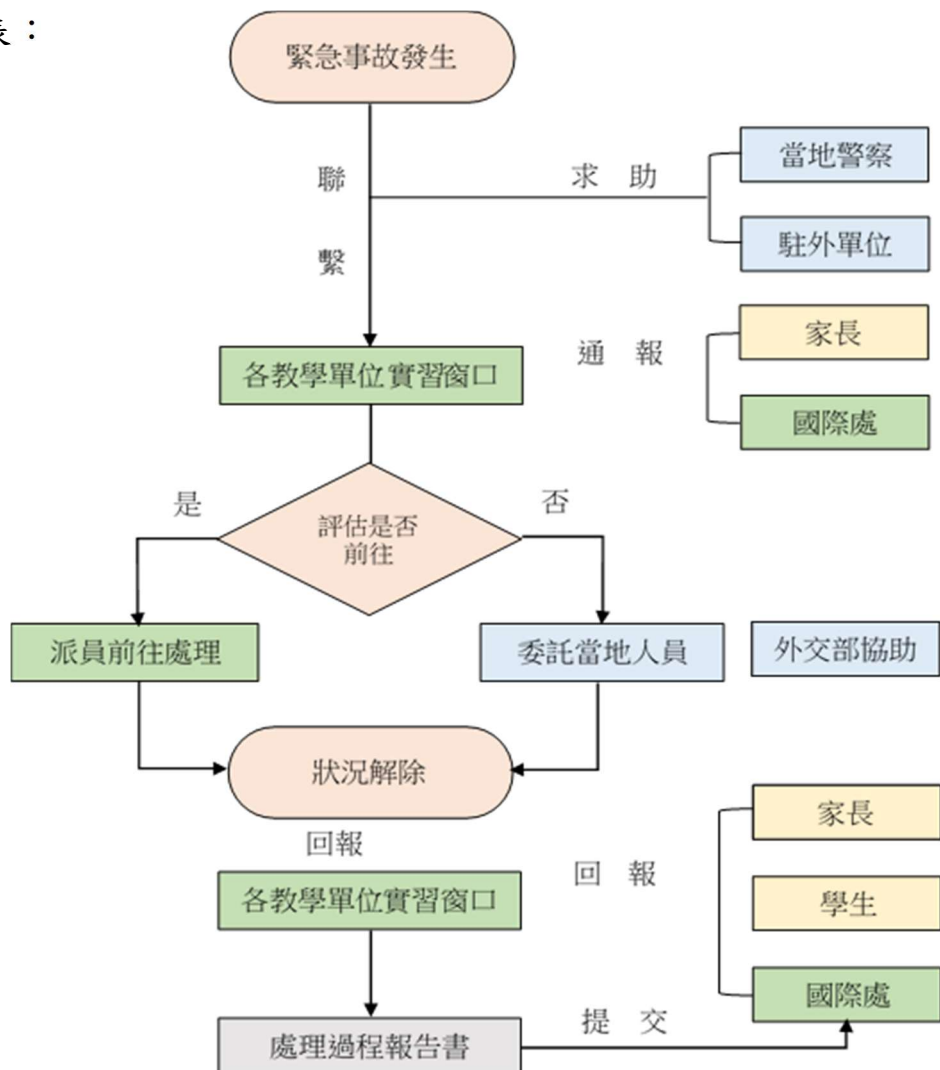 長：
緊急事故發生
聯
繫
求 助
當地警察
駐外單位
各教學單位實習窗口
通 報
家長
國際處
是
評估是否
前往
否
派員前往處理
委託當地人員
外交部協助
狀況解除
回報
各教學單位實習窗口
回 報
家長
學生
國際處
處理過程報告書
提 交